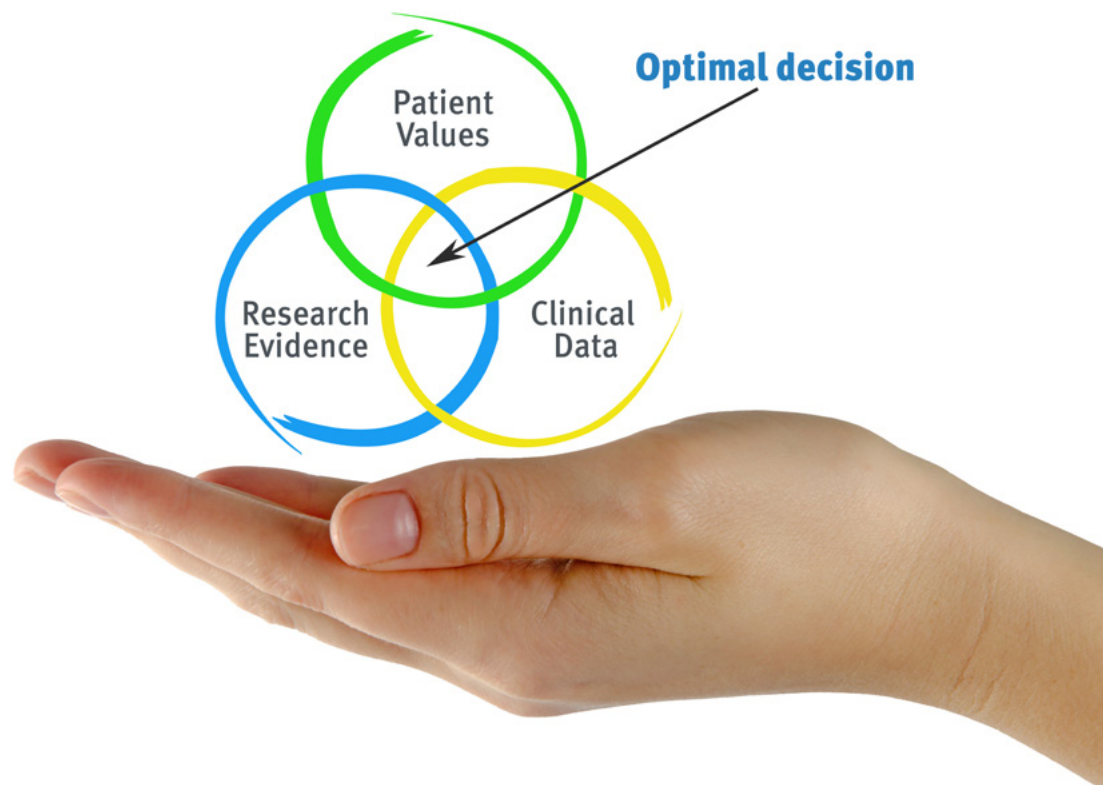 Optimal decision
Patient
Values
Research
Evidence
Clinical
Data